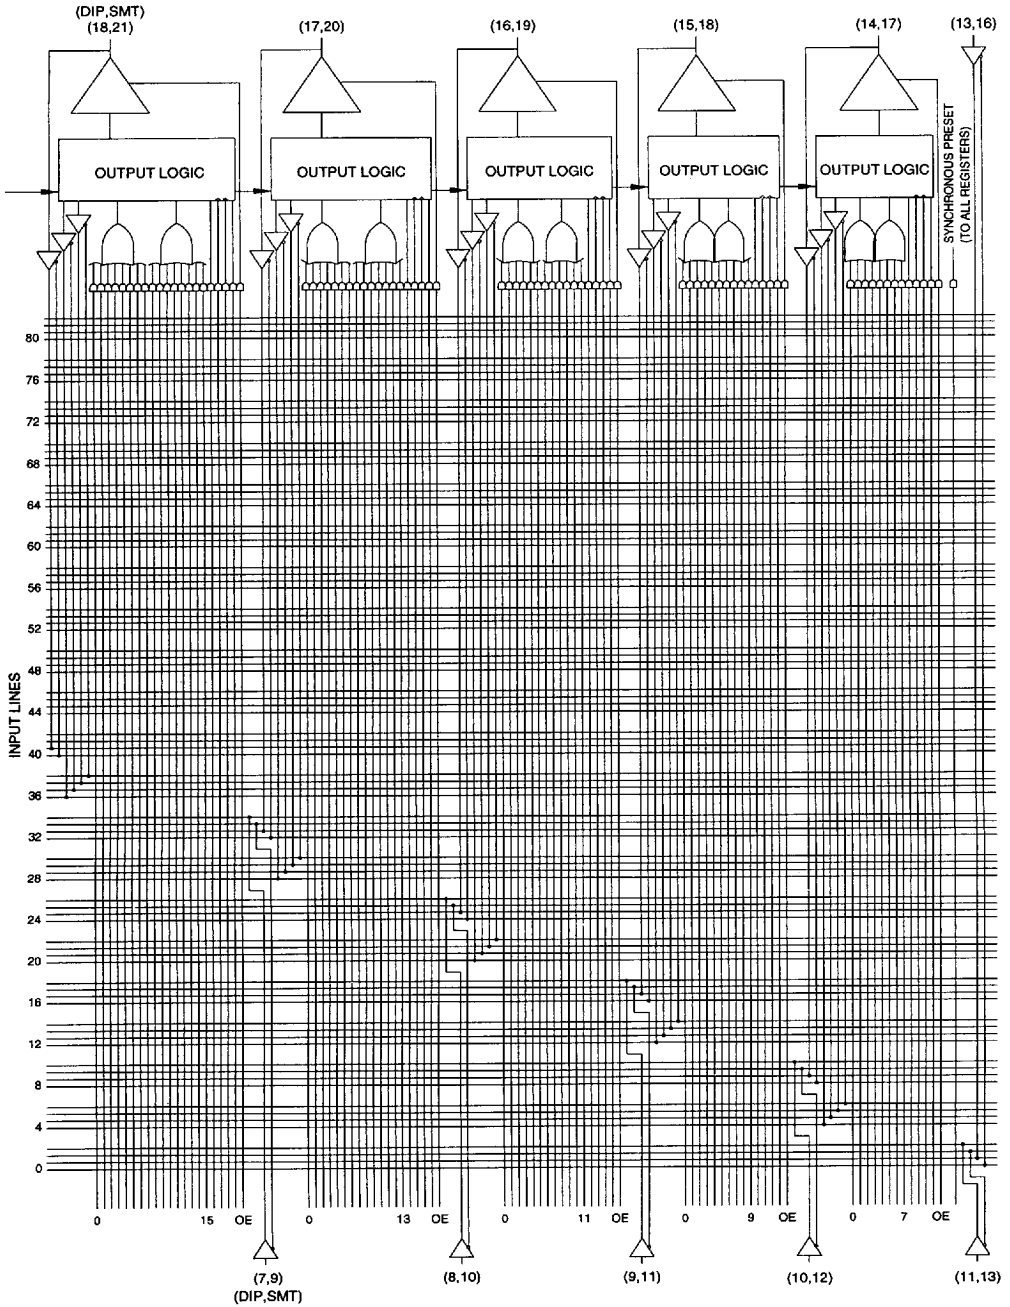 (DIP,SMT)
(18,21)
(17,20)
(16,19)
(15,18)
(14,17)
(13,16)
OUTPUT LOGIC
OUTPUT LOGIC
OUTPUT LOGIC
OUTPUT LOGIC
OUTPUT LOGIC
SYNCHRONOUS PRESET
(TO ALL REGISTERS)
80
76
72
68
64
60
56
52
48
44
40
36
32
28
24
20
16
12
8
4
0
INPUT LINES
0 15 OE
0 13 OE
0 11 OE
0 9 OE
0 7 OE
(7,9)
(DIP,SMT)
(8,10)
(9,11)
(10,12)
(11,13)